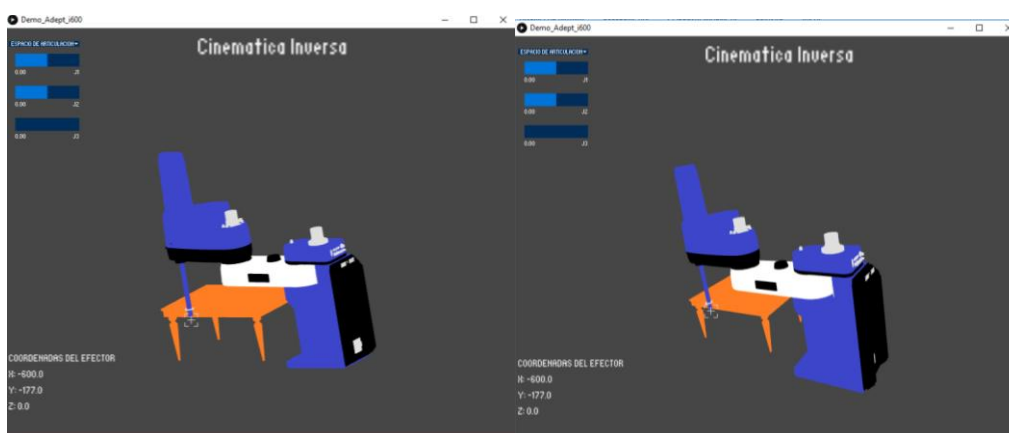 Demo_Adept_i600
Cinematica Inversa
ESPACIO DE ARTICULACION
0.00 J1
0.00 J2
0.00 J3
COORDENADAS DEL EFECTOR
X: -600.0
Y: -177.0
Z: 0.0
Demo_Adept_i600
Cinematica Inversa
ESPACIO DE ARTICULACION
0.00 J1
0.00 J2
0.00 J3
COORDENADAS DEL EFECTOR
X: -600.0
Y: -177.0
Z: 0.0